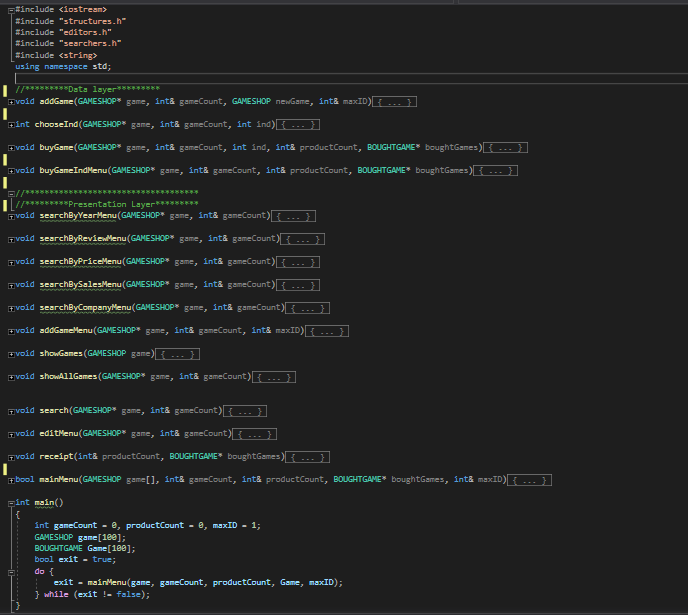 #include <iostream>
#include "structures.h"
#include "editors.h"
#include "searchers.h"
#include <string>
using namespace std;
//*********Data layer*********
void addGame(GAMESHOP* game, int& gameCount, GAMESHOP newGame, int& maxID){ ... }
int chooseInd(GAMESHOP* game, int& gameCount, int ind){ ... }
void buyGame(GAMESHOP* game, int& gameCount, int ind, int& productCount, BOUGHTGAME* boughtGames){ ... }
void buyGameIndMenu(GAMESHOP* game, int& gameCount, int& productCount, BOUGHTGAME* boughtGames){ ... }
//************************************
//*********Presentation Layer*********
void searchByYearMenu(GAMESHOP* game, int& gameCount){ ... }
void searchByReviewMenu(GAMESHOP* game, int& gameCount){ ... }
void searchByPriceMenu(GAMESHOP* game, int& gameCount){ ... }
void searchBySalesMenu(GAMESHOP* game, int& gameCount){ ... }
void searchByCompanyMenu(GAMESHOP* game, int& gameCount){ ... }
void addGameMenu(GAMESHOP* game, int& gameCount, int& maxID){ ... }
void showGames(GAMESHOP game){ ... }
void showAllGames(GAMESHOP* game, int& gameCount){ ... }
void search(GAMESHOP* game, int& gameCount){ ... }
void editMenu(GAMESHOP* game, int& gameCount){ ... }
void receipt(int& productCount, BOUGHTGAME* boughtGames){ ... }
bool mainMenu(GAMESHOP game[], int& gameCount, int& productCount, BOUGHTGAME* boughtGames, int& maxID){ ... }
int main()
{
int gameCount = 0, productCount = 0, maxID = 1;
GAMESHOP game[100];
BOUGHTGAME Game[100];
bool exit = true;
do {
exit = mainMenu(game, gameCount, productCount, Game, maxID);
} while (exit != false);
}